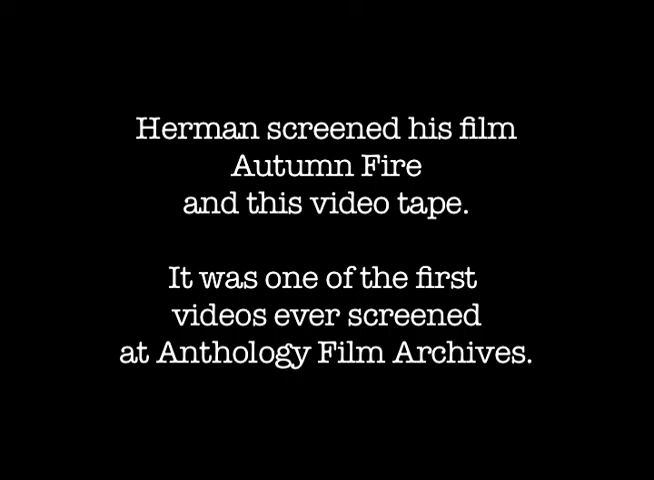 Herman screened his film
Autumn Fire
and this video tape.
It was one of the first
videos ever screened
at Anthology Film Archives.